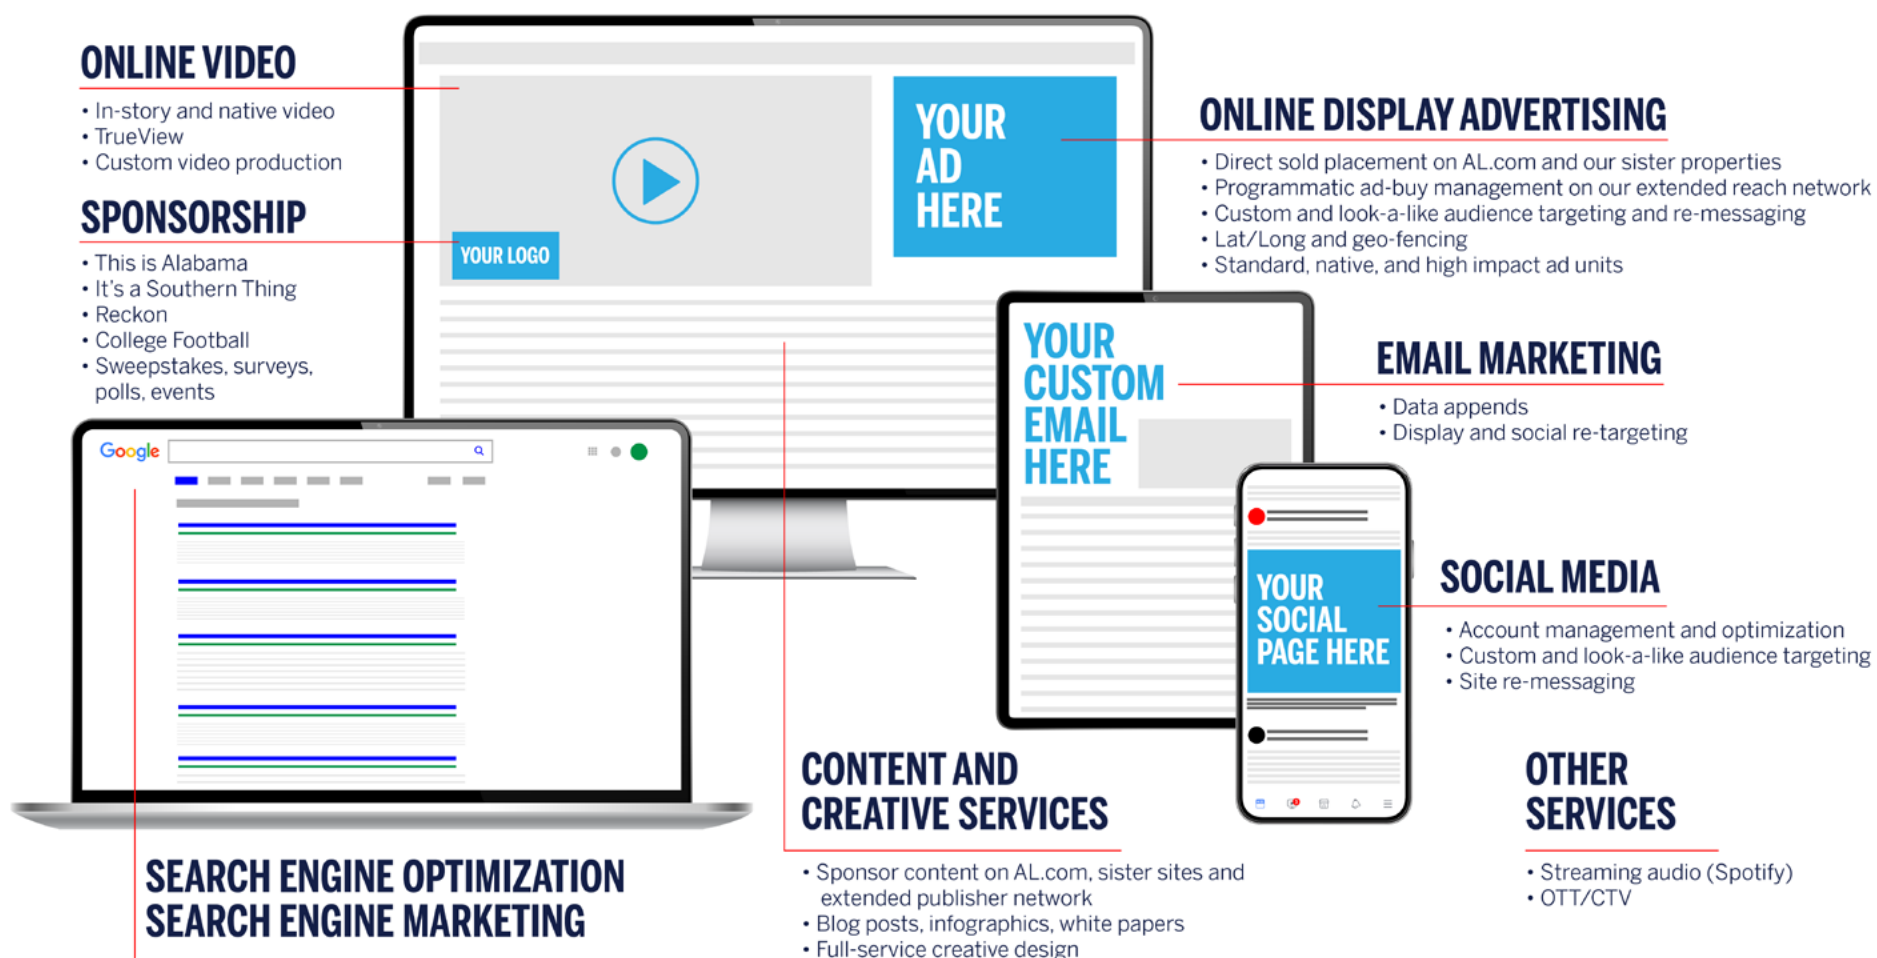 ONLINE VIDEO
• In-story and native video
• TrueView
• Custom video production
SPONSORSHIP
• This is Alabama
• It's a Southern Thing
• Reckon
• College Football
• Sweepstakes, surveys,
polls, events
YOUR LOGO
YOUR
AD
HERE
ONLINE DISPLAY ADVERTISING
• Direct sold placement on AL.com and our sister properties
• Programmatic ad-buy management on our extended reach network
• Custom and look-a-like audience targeting and re-messaging
• Lat/Long and geo-fencing
• Standard, native, and high impact ad units
YOUR
CUSTOM
EMAIL
HERE
EMAIL MARKETING
• Data appends
• Display and social re-targeting
Google
YOUR
SOCIAL
PAGE HERE
SOCIAL MEDIA
• Account management and optimization
• Custom and look-a-like audience targeting
• Site re-messaging
SEARCH ENGINE OPTIMIZATION
SEARCH ENGINE MARKETING
CONTENT AND
CREATIVE SERVICES
• Sponsor content on AL.com, sister sites and
extended publisher network
• Blog posts, infographics, white papers
• Full-service creative design
OTHER
SERVICES
• Streaming audio (Spotify)
• OTT/CTV